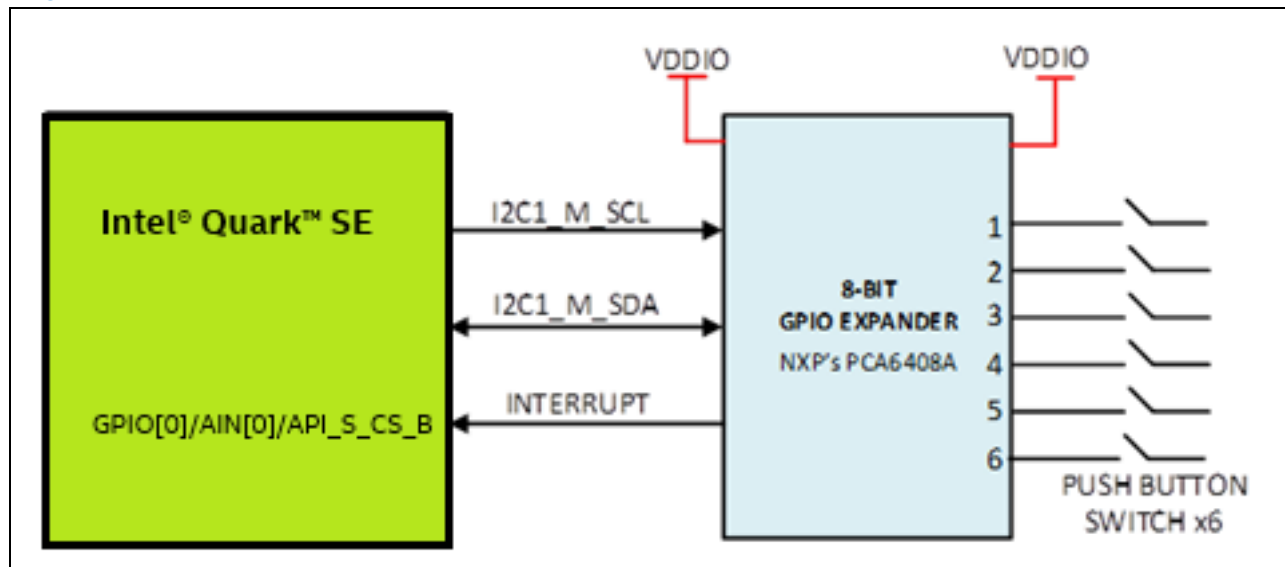 VDDIO
VDDIO
Intel® Quark™ SE
I2C1_M_SCL
I2C1_M_SDA
INTERRUPT
GPIO[0]/AIN[0]/API_S_CS_B
8-BIT
GPIO EXPANDER
NXP's PCA6408A
1
2
3
4
5
6
PUSH BUTTON
SWITCH x6